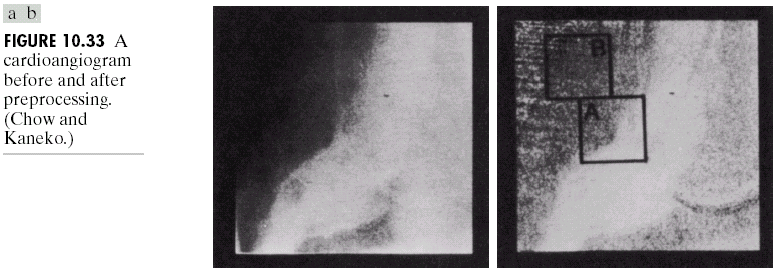 a b
FIGURE 10.33 A
cardioangiogram
before and after
preprocessing.
(Chow and
Kaneko.)
B
A